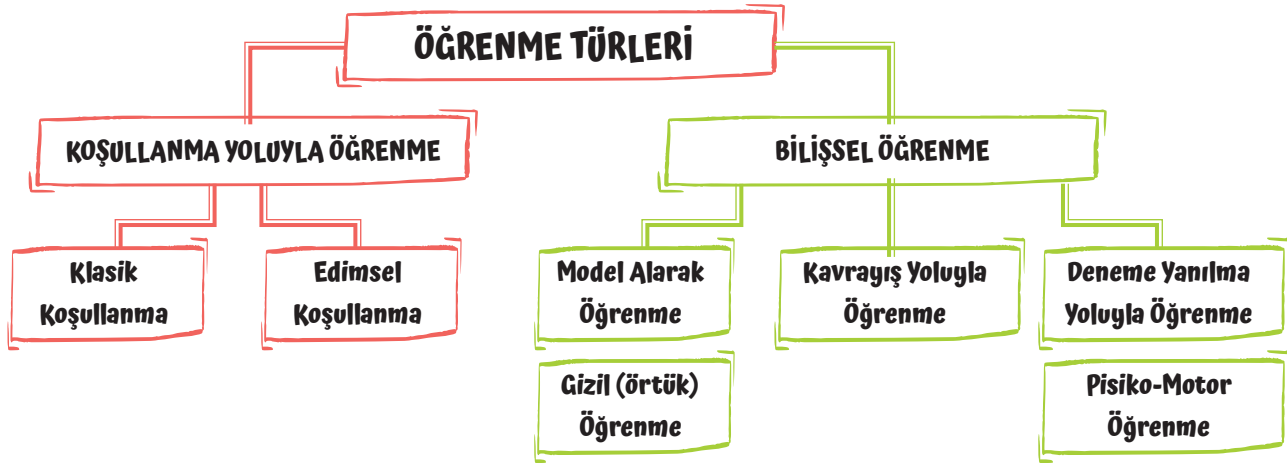 ÖĞRENME TÜRLERİ
KOŞULLANMA YOLUYLA ÖĞRENME
BİLİŞSEL ÖĞRENME
Klasik
Koşullanma
Edimsel
Koşullanma
Model Alarak
Öğrenme
Kavrayış Yoluyla
Öğrenme
Deneme Yanılma
Yoluyla Öğrenme
Gizil (örtük)
Öğrenme
Pisiko-Motor
Öğrenme